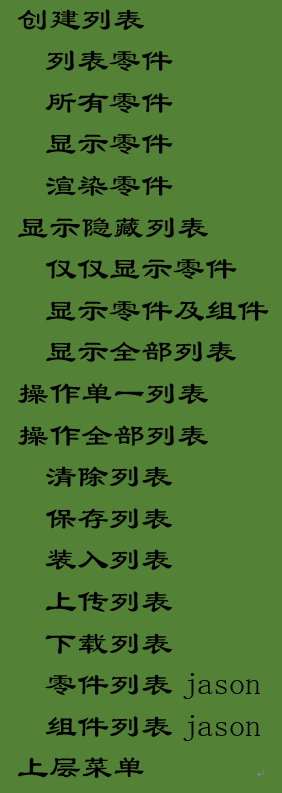 创建列表
列表零件
所有零件
显示零件
渲染零件
显示隐藏列表
仅仅显示零件
显示零件及组件
显示全部列表
操作单一列表
操作全部列表
清除列表
保存列表
装入列表
上传列表
下载列表
零件列表 jason
组件列表 jason
上层菜单